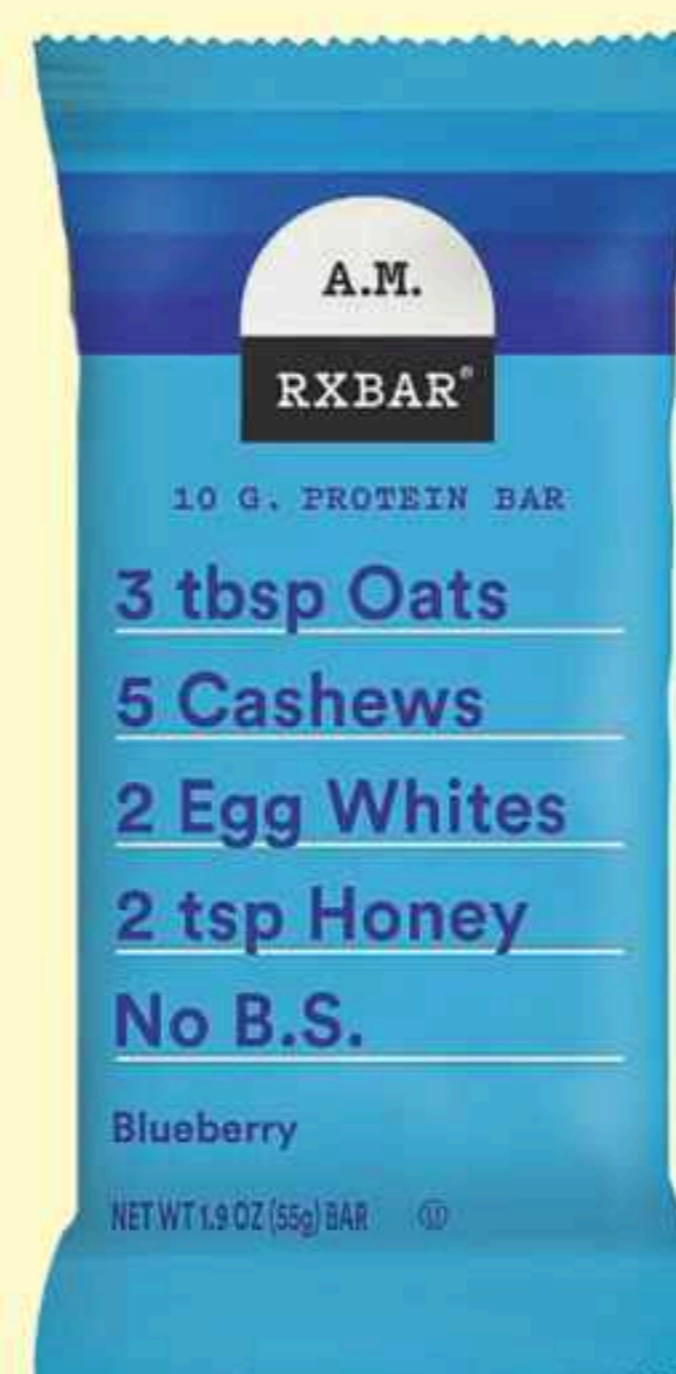 A.M.
RXBAR®
10 G. PROTEIN BAR
3 tbsp Oats
5 Cashews
2 Egg Whites
2 tsp Honey
No B.S.
Blueberry
NET WT 1.9 OZ (55g) BAR Ⓤ